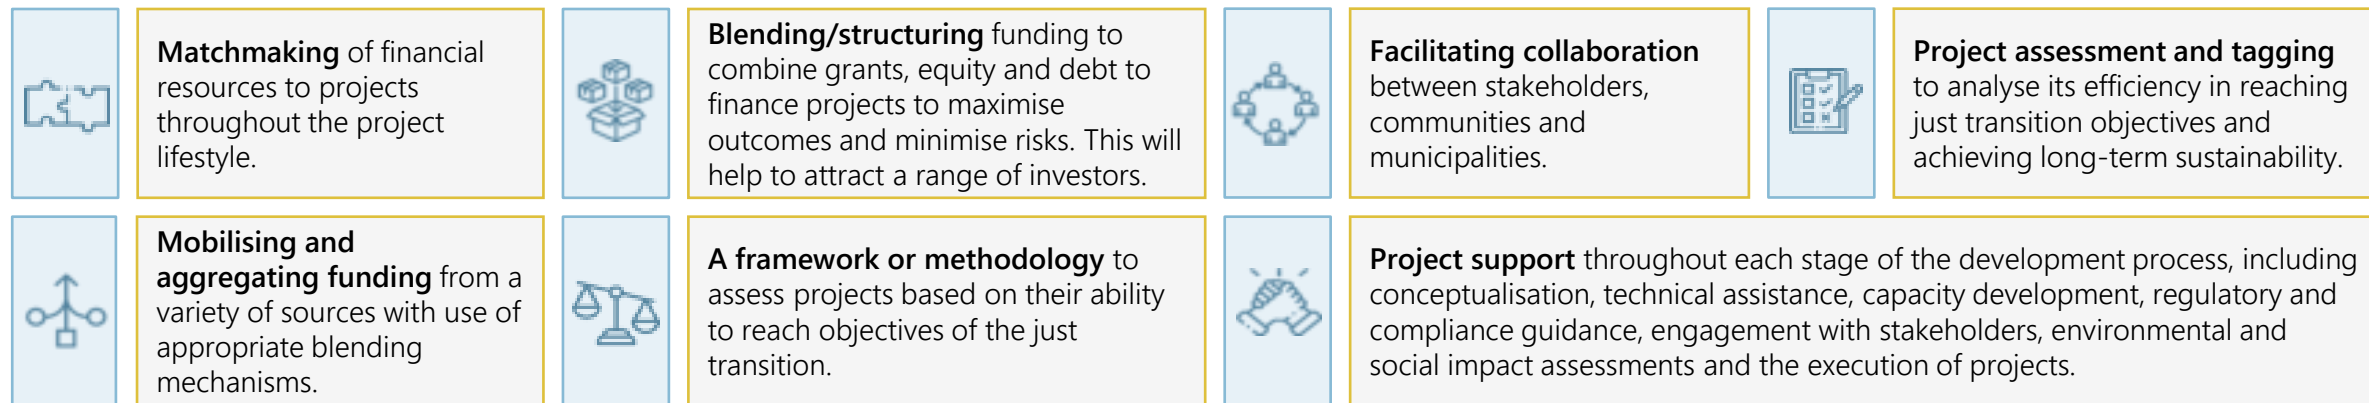 Matchmaking of financial
resources to projects
throughout the project
lifestyle.
Blending/structuring funding to
combine grants, equity and debt to
finance projects to maximise
outcomes and minimise risks. This will
help to attract a range of investors.
Facilitating collaboration
between stakeholders,
communities and
municipalities.
Project assessment and tagging
to analyse its efficiency in reaching
just transition objectives and
achieving long-term sustainability.
Mobilising and
aggregating funding from a
variety of sources with use of
appropriate blending
mechanisms.
A framework or methodology to
assess projects based on their ability
to reach objectives of the just
transition.
Project support throughout each stage of the development process, including
conceptualisation, technical assistance, capacity development, regulatory and
compliance guidance, engagement with stakeholders, environmental and
social impact assessments and the execution of projects.